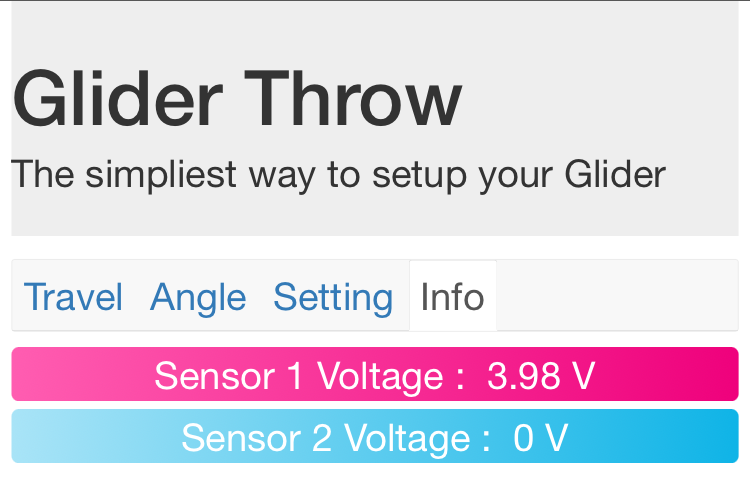 Glider Throw
The simpliest way to setup your Glider
Travel Angle Setting Info
Sensor 1 Voltage : 3.98 V
Sensor 2 Voltage : 0 V